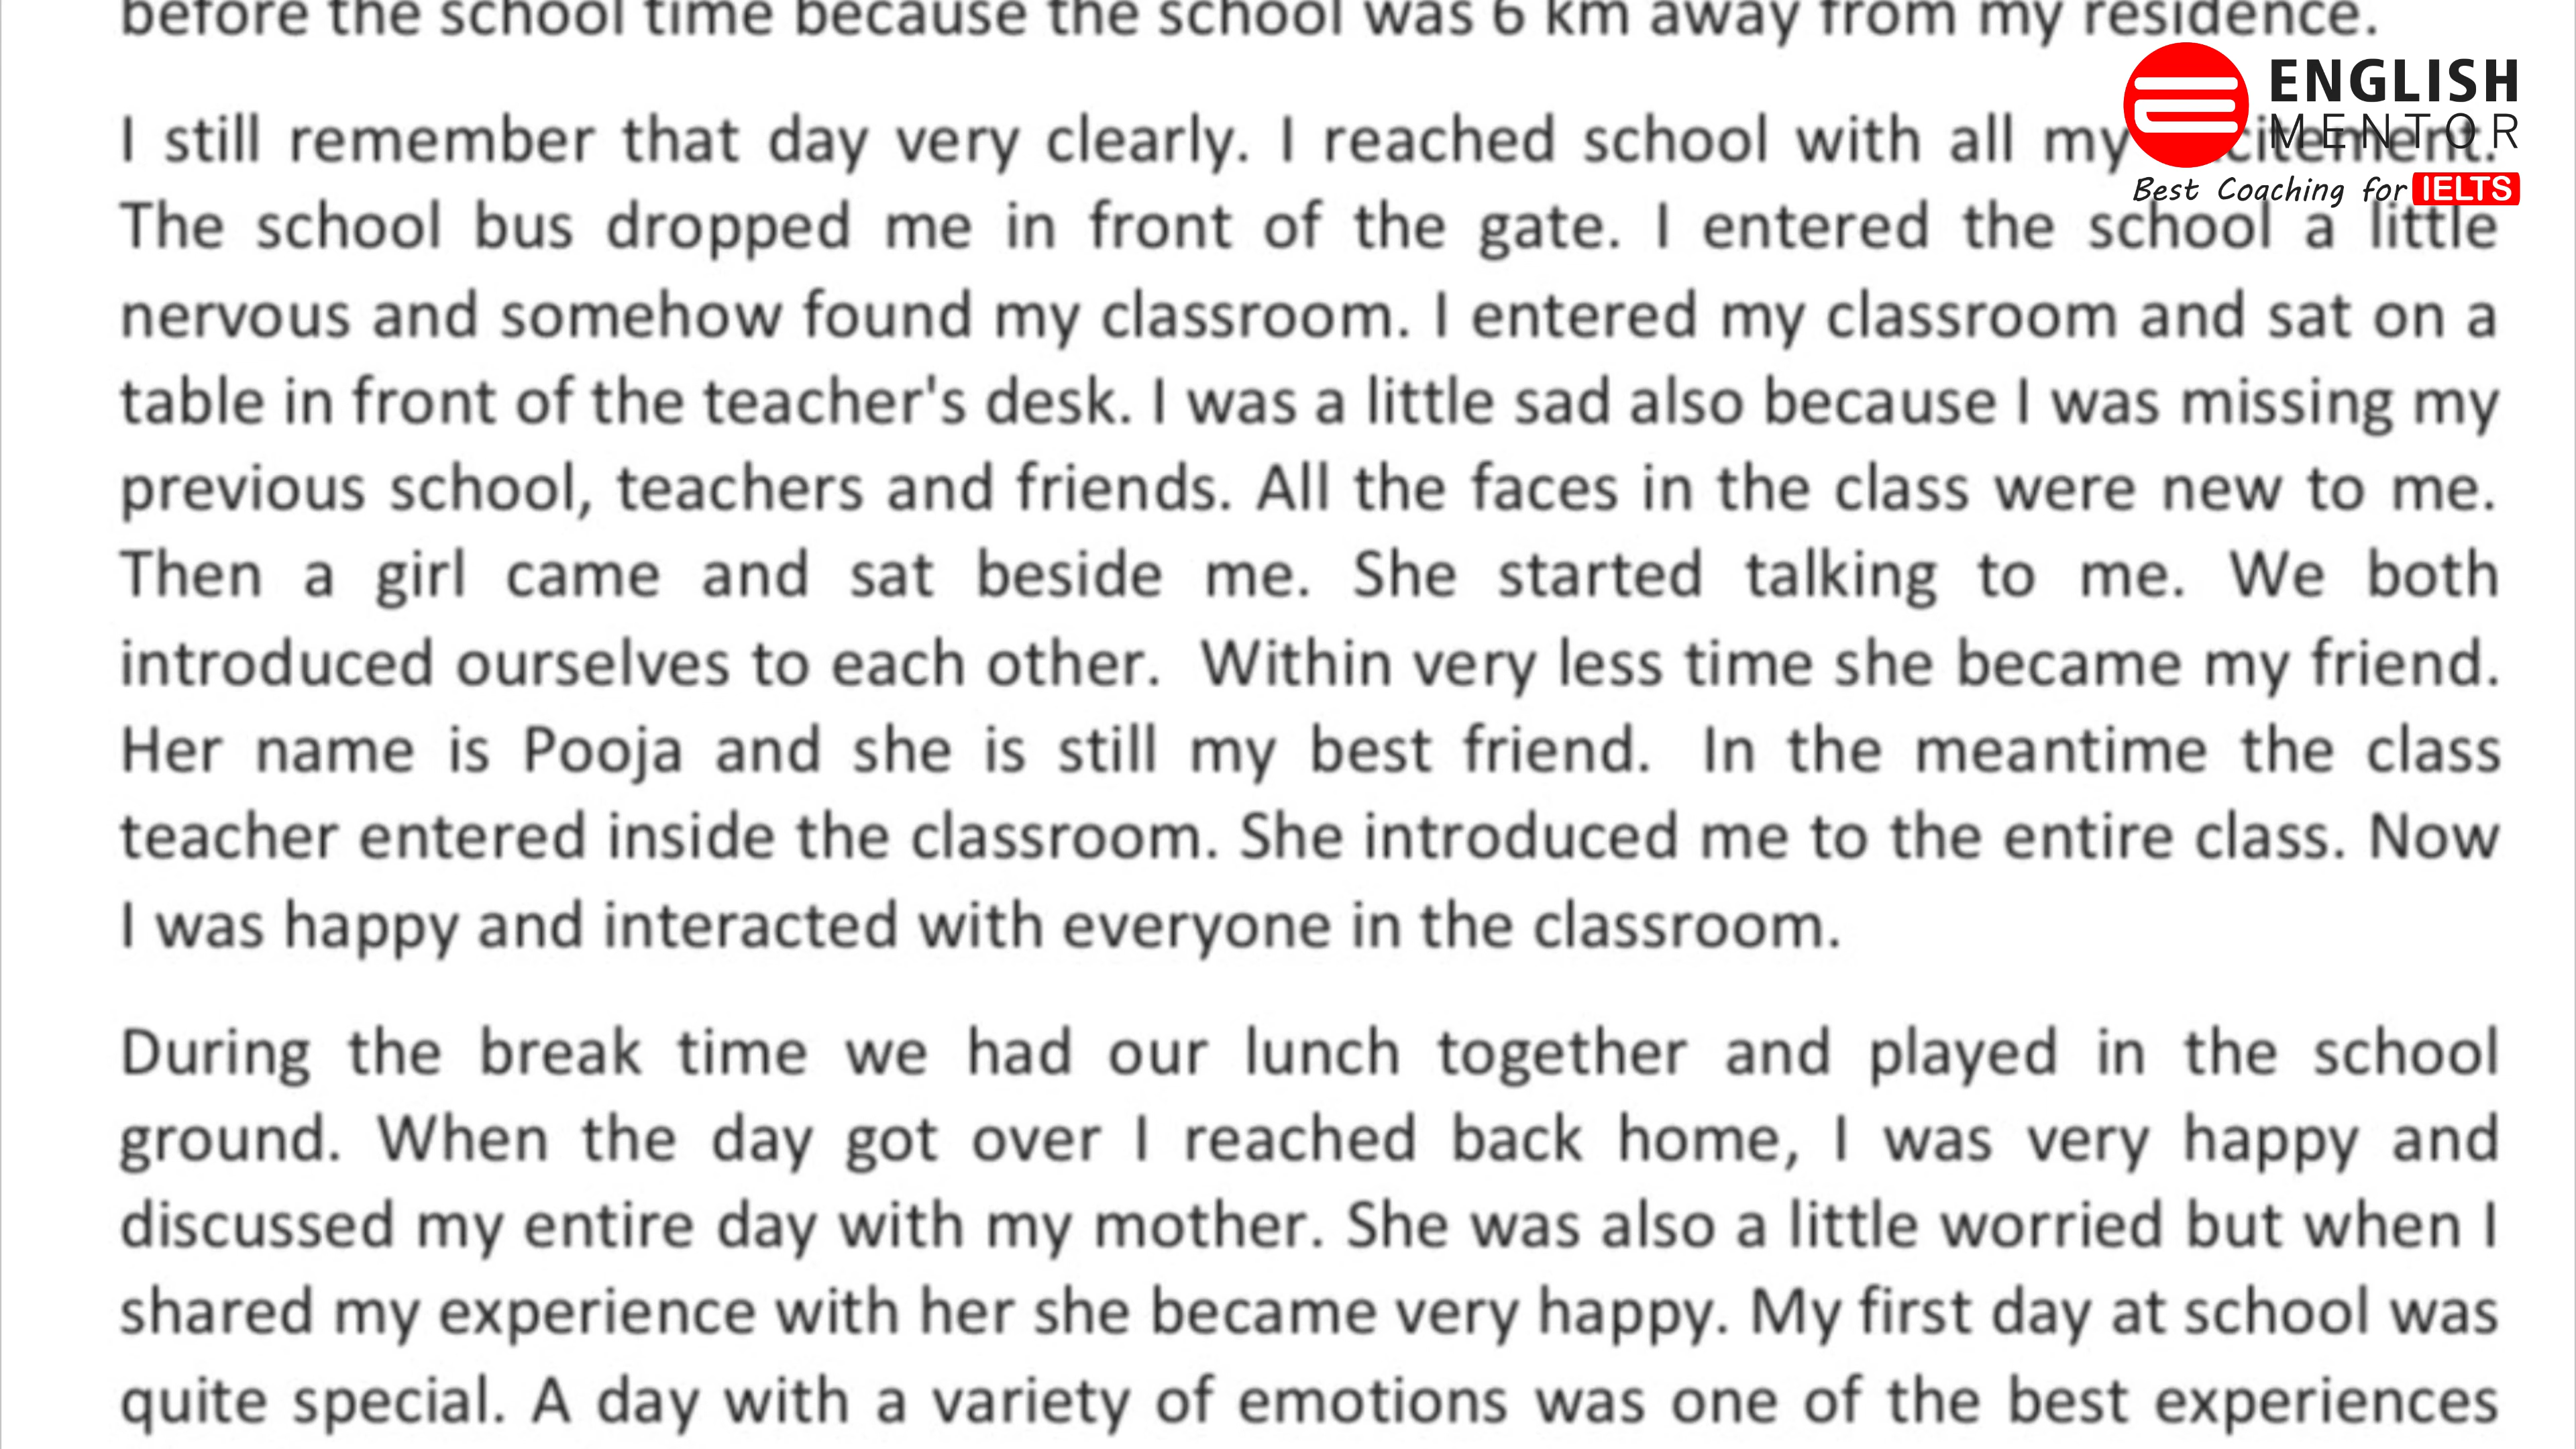 before the school time because the school was 6 km away from my residence.
ENGLISH
MENTOR
Best Coaching for IELTS
I still remember that day very clearly. I reached school with all my
The school bus dropped me in front of the gate. I entered the school a little
nervous and somehow found my classroom. I entered my classroom and sat on a
table in front of the teacher's desk. I was a little sad also because I was missing my
previous school, teachers and friends. All the faces in the class were new to me.
Then a girl came and sat beside me. She started talking to me. We both
introduced ourselves to each other. Within very less time she became my friend.
Her name is Pooja and she is still my best friend. In the meantime the class
teacher entered inside the classroom. She introduced me to the entire class. Now
I was happy and interacted with everyone in the classroom.
During the break time we had our lunch together and played in the school
ground. When the day got over I reached back home, I was very happy and
discussed my entire day with my mother. She was also a little worried but when I
shared my experience with her she became very happy. My first day at school was
quite special. A day with a variety of emotions was one of the best experiences